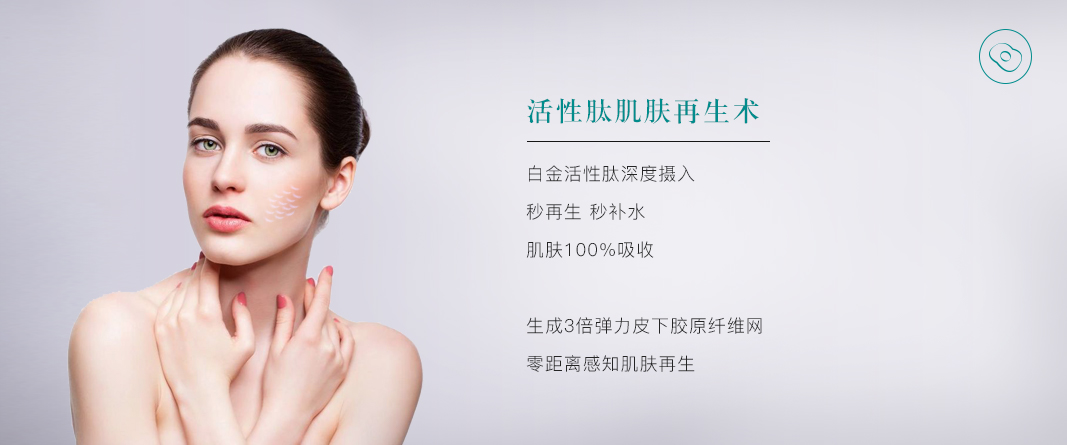 活性肽肌肤再生术
白金活性肽深度摄入
秒再生 秒补水
肌肤100%吸收
生成3倍弹力皮下胶原纤维网
零距离感知肌肤再生